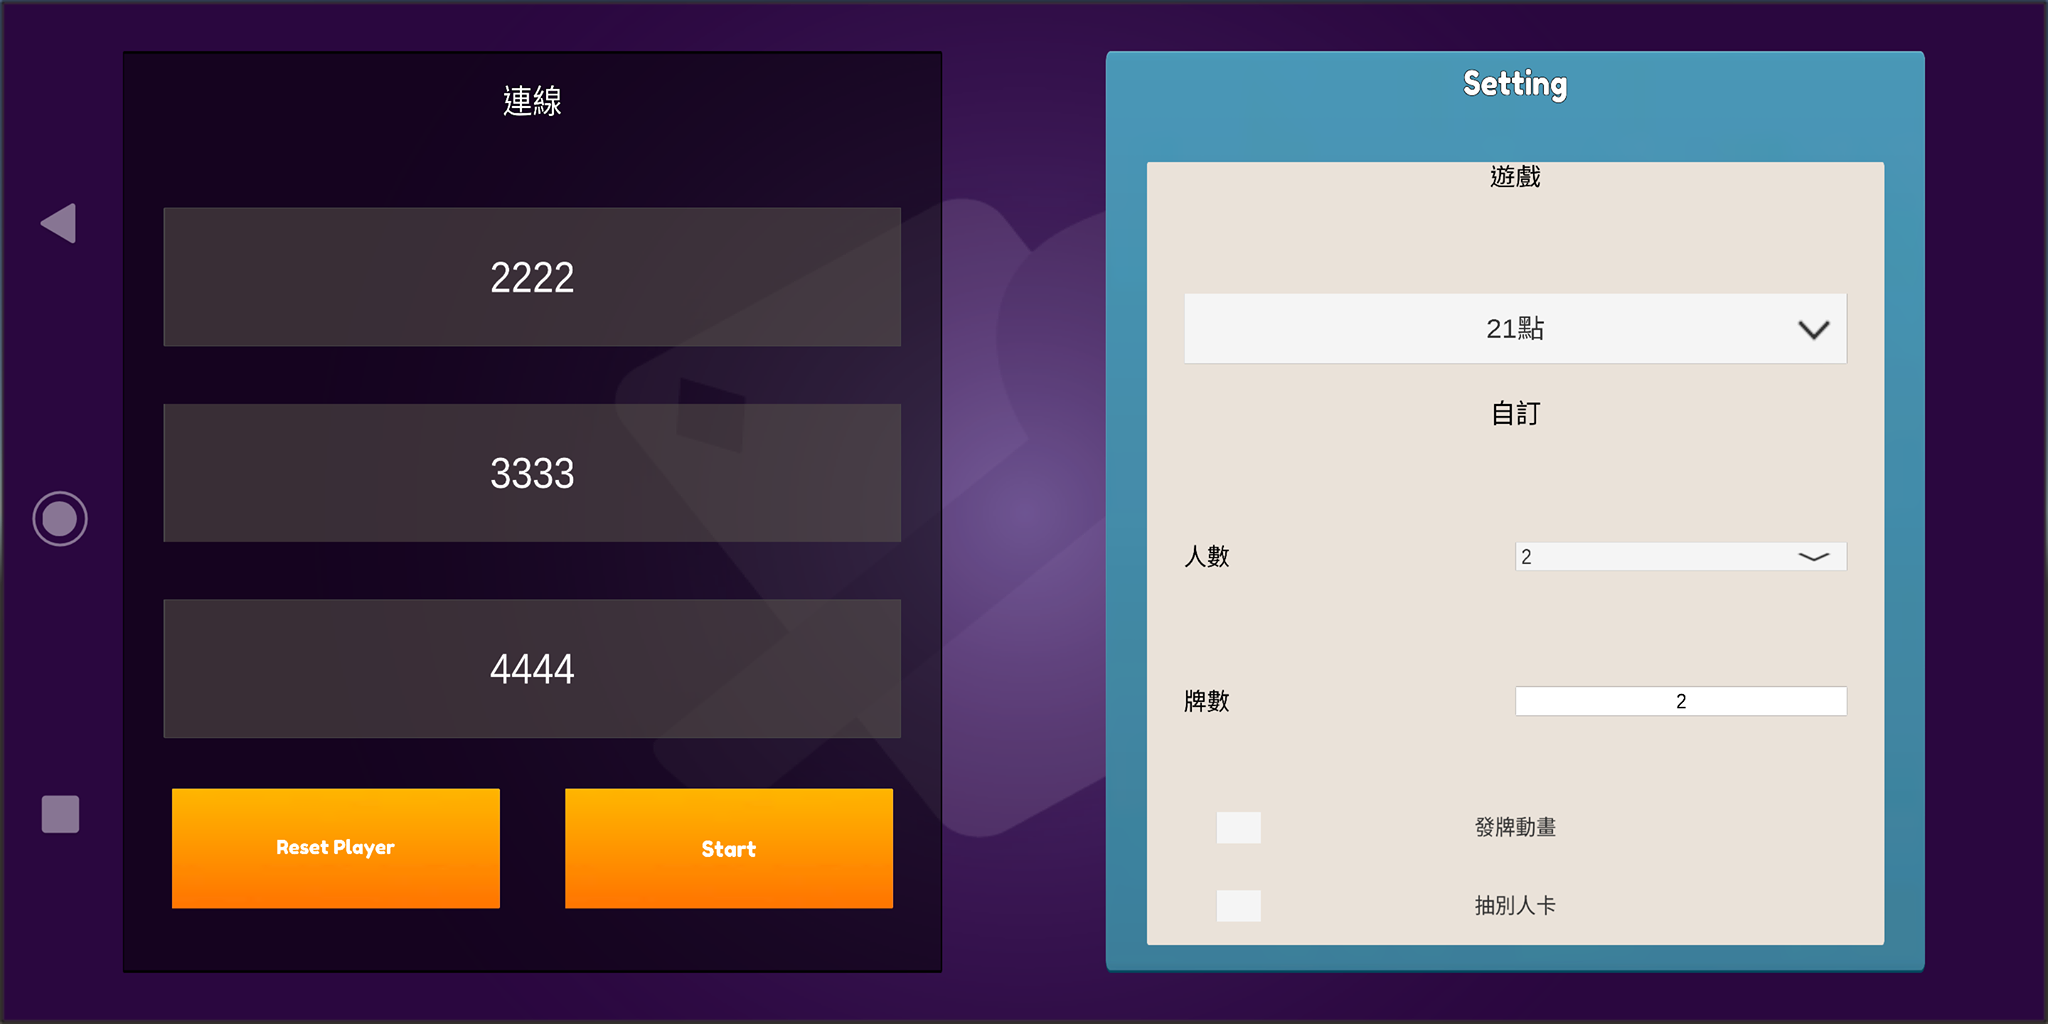 連線
2222
3333
4444
Reset Player
Start
Setting
遊戲
21點
自訂
人數
2
牌數
2
發牌動畫
抽別人卡